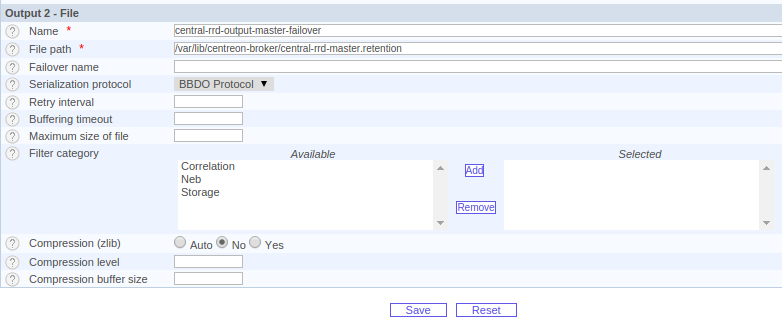 Output 2 - File
? Name * central-rrd-output-master-failover
? File path * /var/lib/centreon-broker/central-rrd-master.retention
? Failover name
? Serialization protocol BBDO Protocol ▼
? Retry interval
? Buffering timeout
? Maximum size of file
? Filter category Available Selected
Correlation Add
Neb
Storage
Remove
? Compression (zlib) Auto No Yes
? Compression level
? Compression buffer size
Save Reset